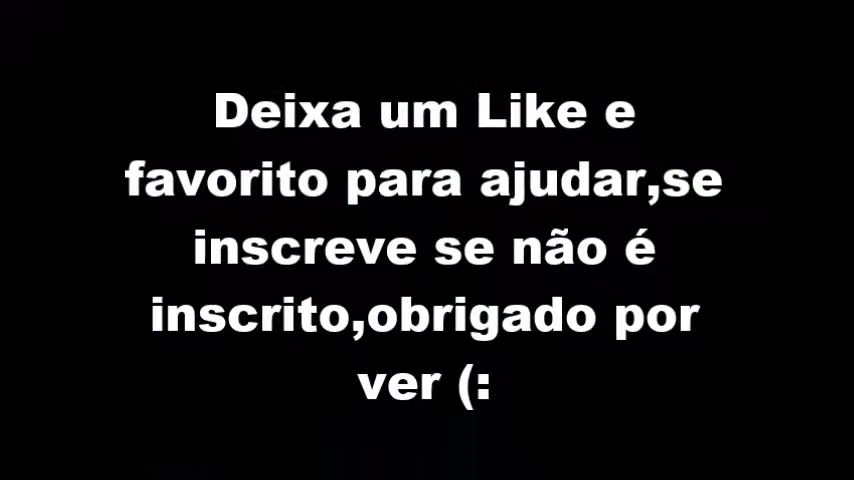 Deixa um Like e
favorito para ajudar,se
inscreve se não é
inscrito,obrigado por
ver (: